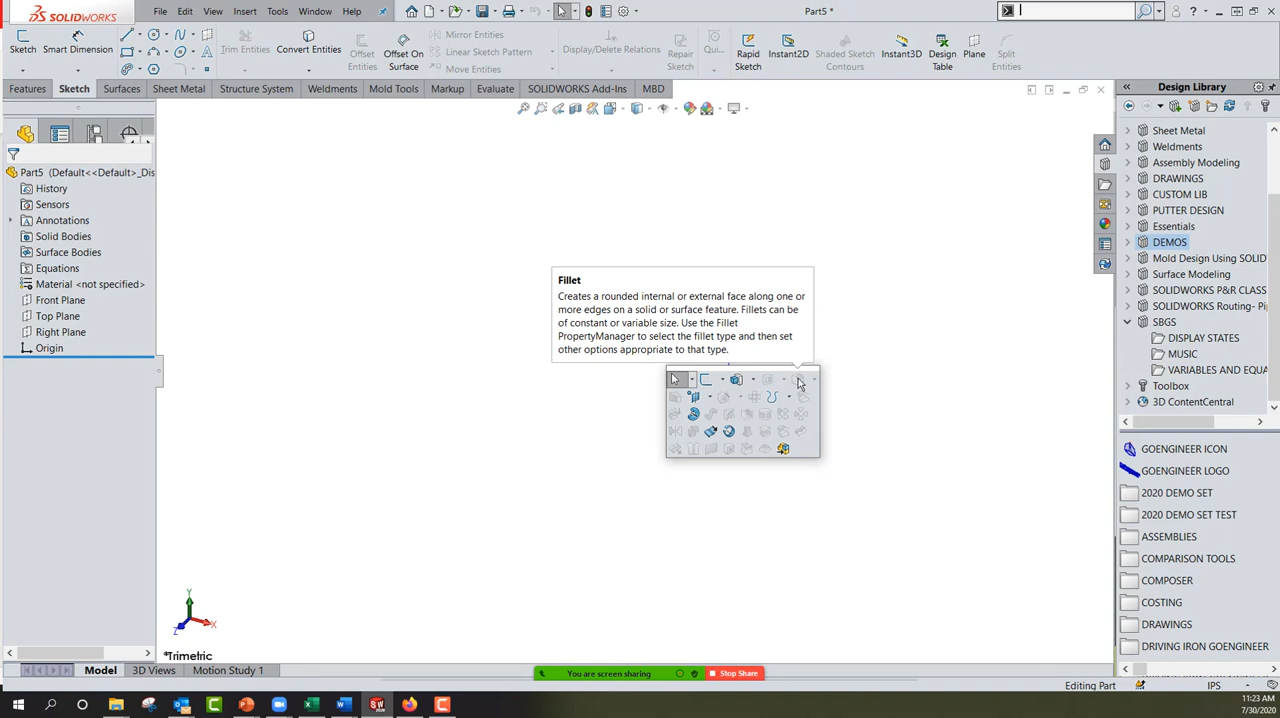 SOLIDWORKS
File Edit View Insert Tools Window Help
Part5 *
Sketch
Smart Dimension
Trim Entities
Convert Entities
Offset Entities
Offset On Surface
Mirror Entities
Linear Sketch Pattern
Move Entities
Display/Delete Relations
Repair Sketch
Qui...
Rapid Sketch
Instant2D
Shaded Sketch Contours
Instant3D
Design Table
Plane
Split Entities
Features Sketch Surfaces Sheet Metal Structure System Weldments Mold Tools Markup Evaluate SOLIDWORKS Add-Ins MBD
Part5 (Default<<Default>_Dis
History
Sensors
Annotations
Solid Bodies
Surface Bodies
Equations
Material <not specified>
Front Plane
Top Plane
Right Plane
Origin
Fillet
Creates a rounded internal or external face along one or
more edges on a solid or surface feature. Fillets can be
of constant or variable size. Use the Fillet
PropertyManager to select the fillet type and then set
other options appropriate to that type.
Y
X
Z
*Trimetric
Design Library
Sheet Metal
Weldments
Assembly Modeling
DRAWINGS
CUSTOM LIB
PUTTER DESIGN
Essentials
DEMOS
Mold Design Using SOLID
Surface Modeling
SOLIDWORKS P&R CLASS
SOLIDWORKS Routing- Pi
SBGS
DISPLAY STATES
MUSIC
VARIABLES AND EQUA
Toolbox
3D ContentCentral
GOENGINEER ICON
GOENGINEER LOGO
2020 DEMO SET
2020 DEMO SET TEST
ASSEMBLIES
COMPARISON TOOLS
COMPOSER
COSTING
DRAWINGS
DRIVING IRON GOENGINEER
Model 3D Views Motion Study 1
You are screen sharing
Stop Share
Editing Part
IPS
11:23 AM
7/30/2020